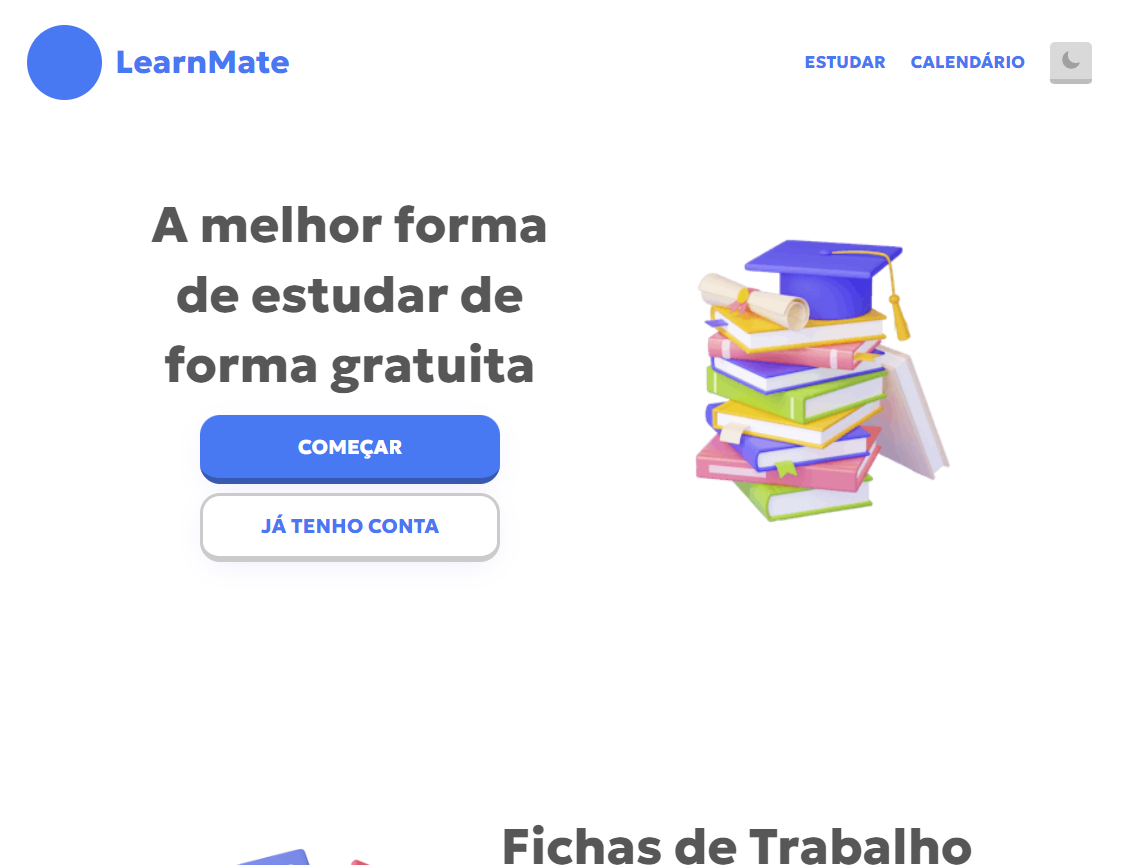 LearnMate
ESTUDAR
CALENDÁRIO
A melhor forma
de estudar de
forma gratuita
COMEÇAR
JÁ TENHO CONTA
Fichas de Trabalho